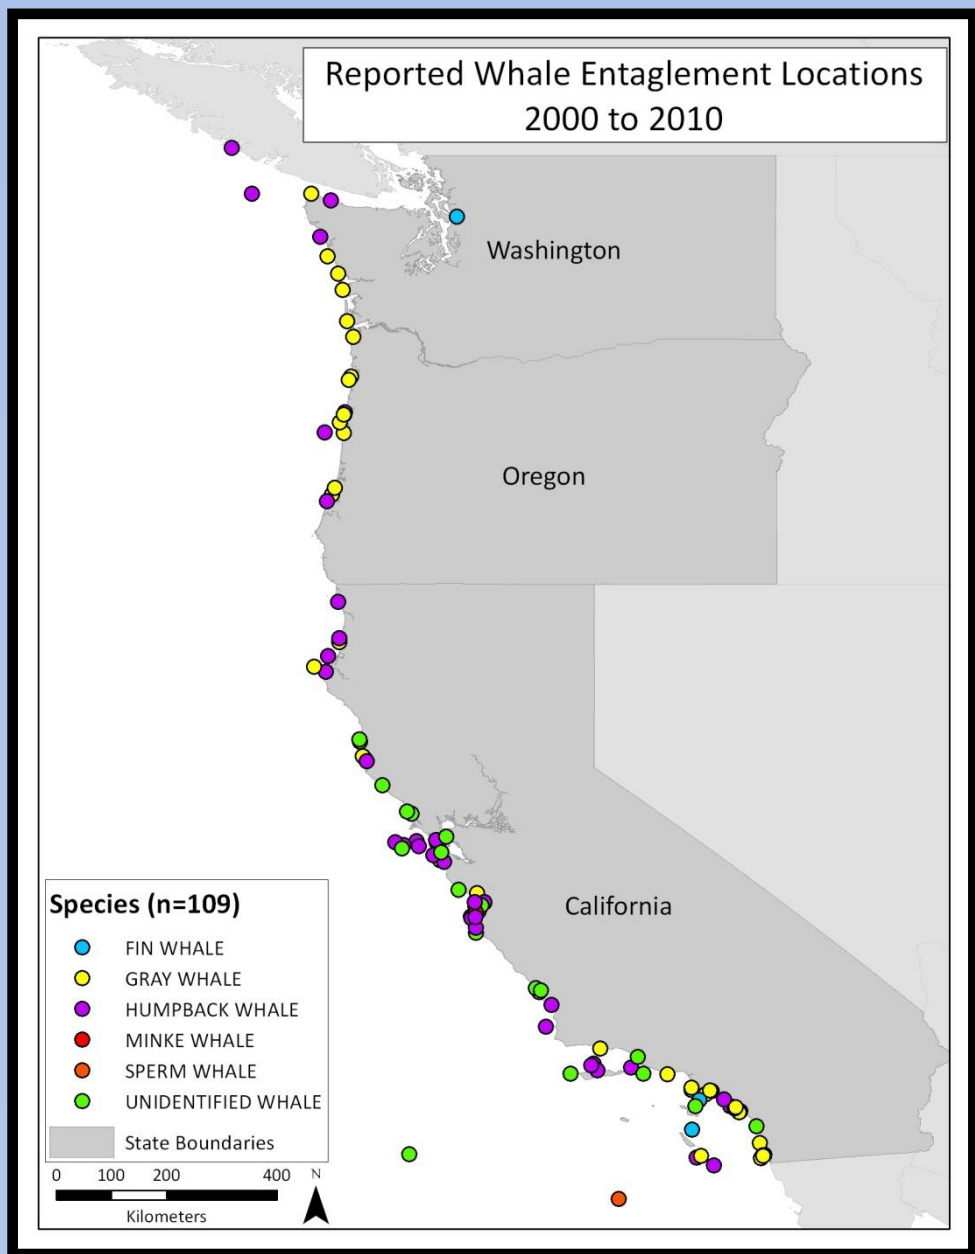 Reported Whale Entaglement Locations
2000 to 2010
Washington
Oregon
California
Species (n=109)
FIN WHALE
GRAY WHALE
HUMPBACK WHALE
MINKE WHALE
SPERM WHALE
UNIDENTIFIED WHALE
State Boundaries
0 100 200 400
Kilometers
N